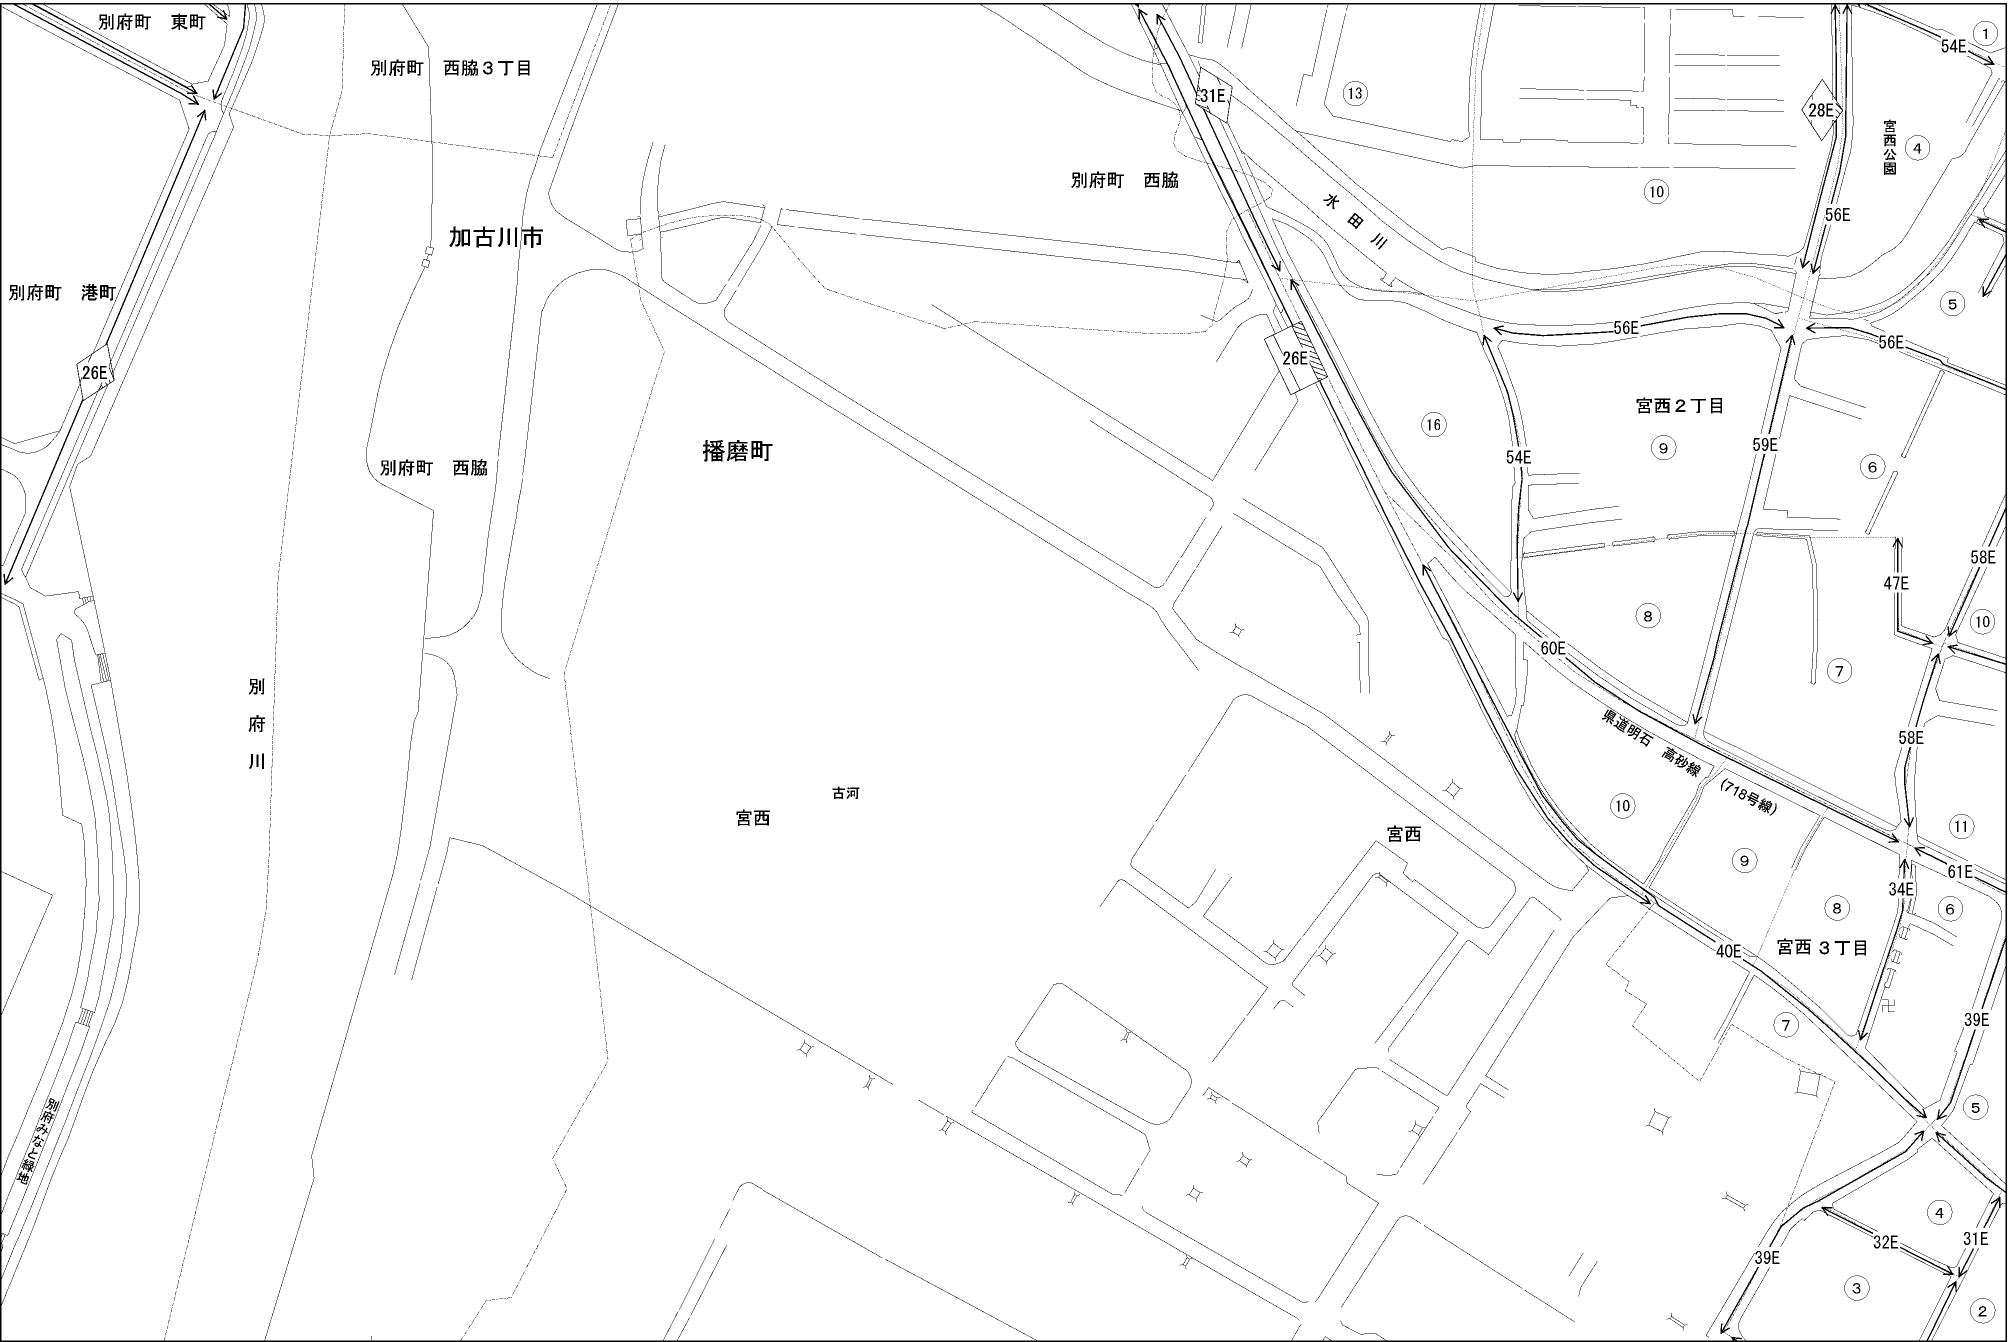 別府町　東町
別府町　西脇３丁目
加古川市
別府町　港町
26E
別府町　西脇
播磨町
別府川
別府みなと緑地
古河
宮西
別府町　西脇
31E
水田川
26E
13
10
28E
56E
54E
1
宮西公園
4
5
56E
56E
宮西２丁目
16
9
59E
6
54E
47E
58E
8
10
60E
7
58E
県道明石　高砂線
(718号線)
宮西
10
9
11
61E
34E
8
6
宮西３丁目
40E
卍
7
39E
5
4
39E
32E
31E
3
2